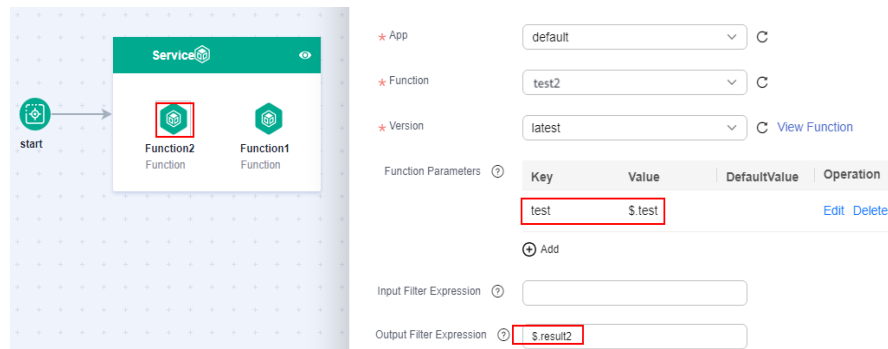 Service
start
Function2
Function
Function1
Function
* App
default
* Function
test2
* Version
latest
View Function
Function Parameters ?
Key Value DefaultValue Operation
test $.test Edit Delete
Add
Input Filter Expression ?
Output Filter Expression ?
$.result2